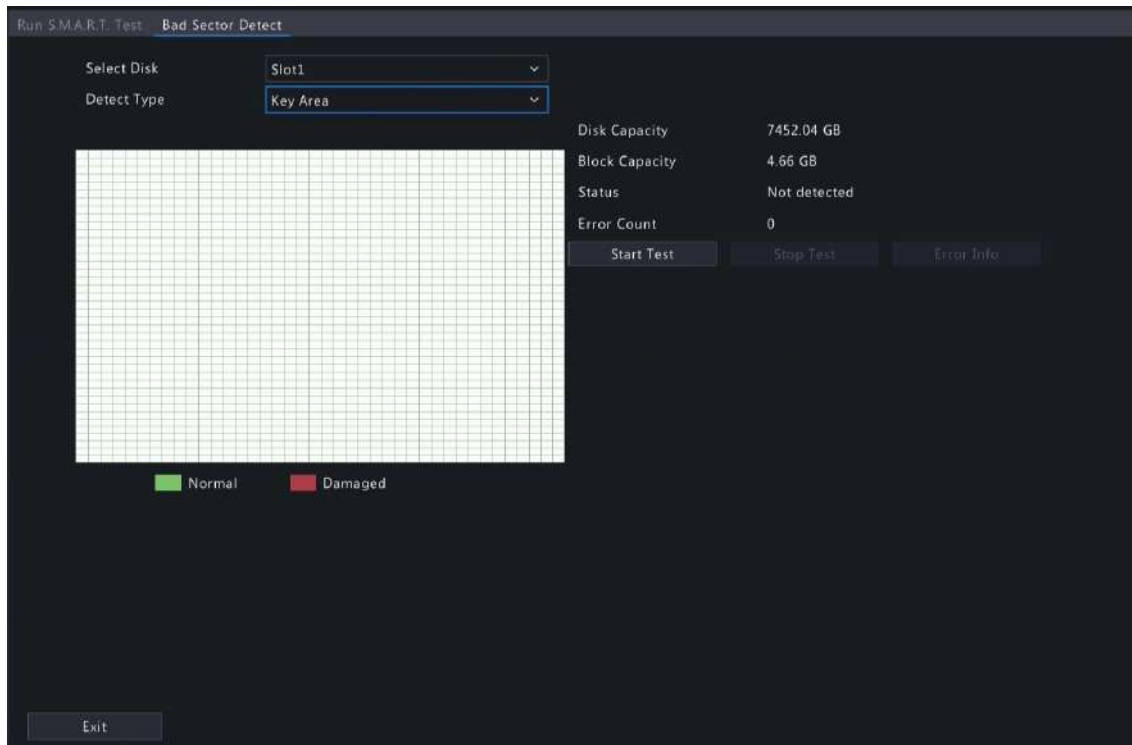 Run S.M.A.R.T. Test Bad Sector Detect
Select Disk Slot1
Detect Type Key Area
Disk Capacity 7452.04 GB
Block Capacity 4.66 GB
Status Not detected
Error Count 0
Start Test Stop Test Error Info
Normal Damaged
Exit